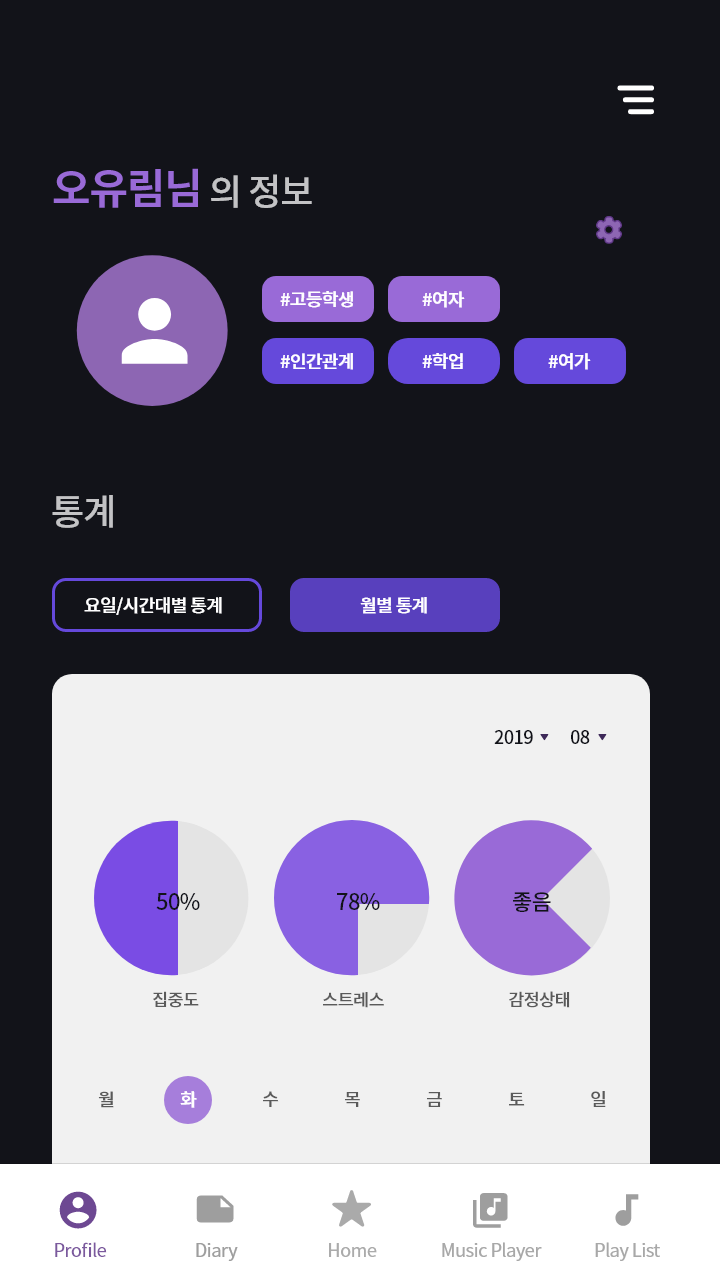 오유림님 의 정보
#고등학생 #여자
#인간관계 #학업 #여가
통계
요일/시간대별 통계 월별 통계
2019 08
50% 78% 좋음
집중도 스트레스 감정상태
월 화 수 목 금 토 일
Profile Diary Home Music Player Play List